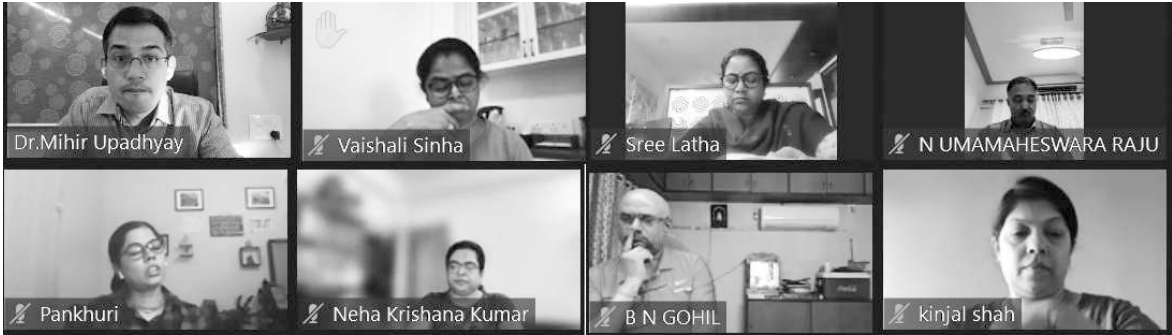 Dr.Mihir Upadhyay
Vaishali Sinha
Sree Latha
N UMAMAHESWARA RAJU
Pankhuri
Neha Krishana Kumar
B N GOHIL
kinjal shah